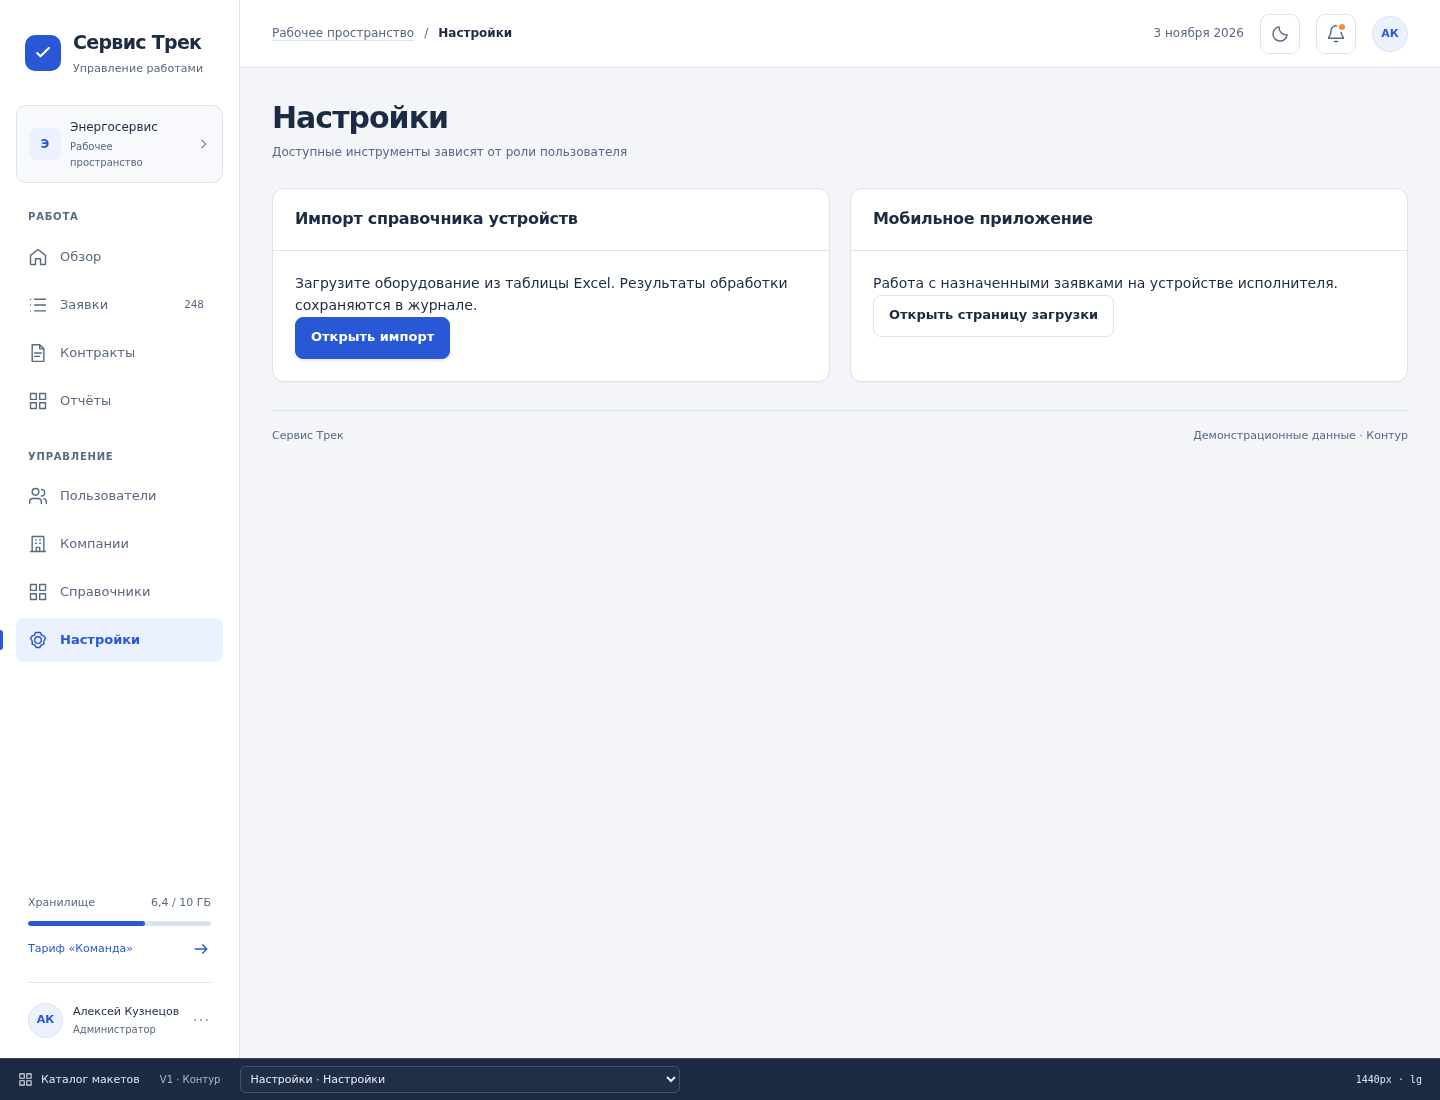 Сервис Трек
Управление работами
Э
Энергосервис
Рабочее
пространство
РАБОТА
Обзор
Заявки 248
Контракты
Отчёты
УПРАВЛЕНИЕ
Пользователи
Компании
Справочники
Настройки
Хранилище 6,4 / 10 ГБ
Тариф «Команда»
АК
Алексей Кузнецов
Администратор
Рабочее пространство / Настройки
3 ноября 2026
АК
Настройки
Доступные инструменты зависят от роли пользователя
Импорт справочника устройств
Загрузите оборудование из таблицы Excel. Результаты обработки
сохраняются в журнале.
Открыть импорт
Мобильное приложение
Работа с назначенными заявками на устройстве исполнителя.
Открыть страницу загрузки
Сервис Трек
Демонстрационные данные · Контур
Каталог макетов
V1 · Контур
Настройки · Настройки
1440px · lg